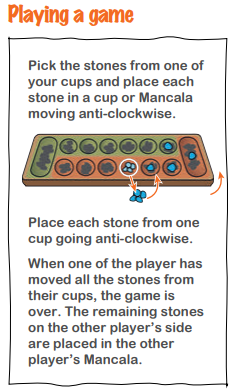 Playing a game
Pick the stones from one of
your cups and place each
stone in a cup or Mancala
moving anti-clockwise.
Place each stone from one
cup going anti-clockwise.
When one of the player has
moved all the stones from
their cups, the game is
over. The remaining stones
on the other player's side
are placed in the other
player's Mancala.